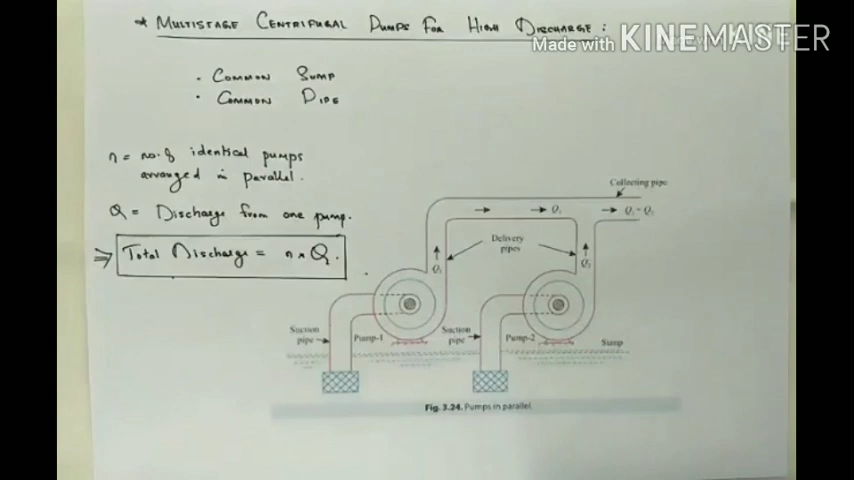 * MULTISTAGE CENTRIFUGAL PUMPS FOR HIGH DISCHARGE :
Made with KINEMASTER
• COMMON SUMP
• COMMON PIPE
n = no. of identical pumps
arranged in parallel.
Q = Discharge from one pump.
⇒ Total Discharge = n × Q.
Collecting pipe
Q₁
Q₁ + Q₂
Delivery
pipes
Q₁
Q₂
Suction
pipe
Pump-1
Suction
pipe
Pump-2
Sump
Fig. 3.24. Pumps in parallel.